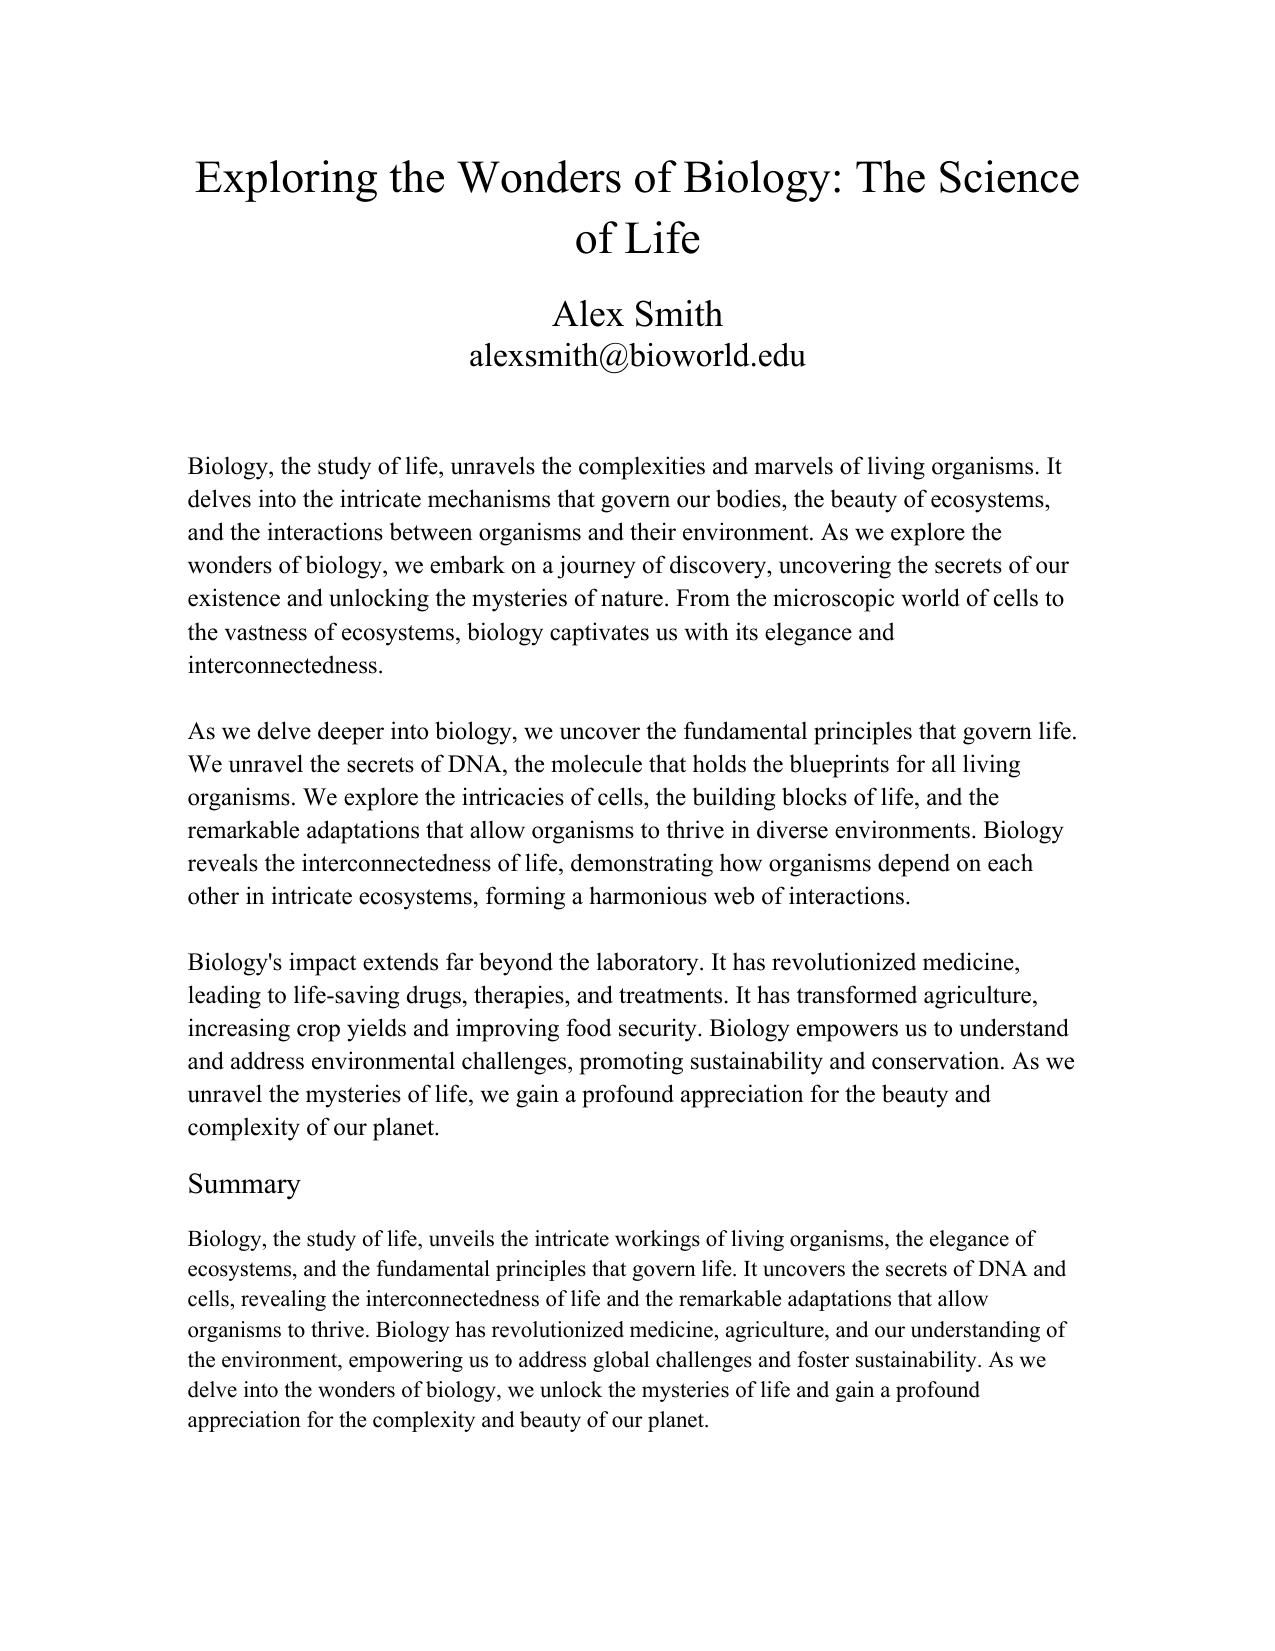 Exploring the Wonders of Biology: The Science
of Life
Alex Smith
alexsmith@bioworld.edu
Biology, the study of life, unravels the complexities and marvels of living organisms. It
delves into the intricate mechanisms that govern our bodies, the beauty of ecosystems,
and the interactions between organisms and their environment. As we explore the
wonders of biology, we embark on a journey of discovery, uncovering the secrets of our
existence and unlocking the mysteries of nature. From the microscopic world of cells to
the vastness of ecosystems, biology captivates us with its elegance and
interconnectedness.
As we delve deeper into biology, we uncover the fundamental principles that govern life.
We unravel the secrets of DNA, the molecule that holds the blueprints for all living
organisms. We explore the intricacies of cells, the building blocks of life, and the
remarkable adaptations that allow organisms to thrive in diverse environments. Biology
reveals the interconnectedness of life, demonstrating how organisms depend on each
other in intricate ecosystems, forming a harmonious web of interactions.
Biology's impact extends far beyond the laboratory. It has revolutionized medicine,
leading to life-saving drugs, therapies, and treatments. It has transformed agriculture,
increasing crop yields and improving food security. Biology empowers us to understand
and address environmental challenges, promoting sustainability and conservation. As we
unravel the mysteries of life, we gain a profound appreciation for the beauty and
complexity of our planet.
Summary
Biology, the study of life, unveils the intricate workings of living organisms, the elegance of
ecosystems, and the fundamental principles that govern life. It uncovers the secrets of DNA and
cells, revealing the interconnectedness of life and the remarkable adaptations that allow
organisms to thrive. Biology has revolutionized medicine, agriculture, and our understanding of
the environment, empowering us to address global challenges and foster sustainability. As we
delve into the wonders of biology, we unlock the mysteries of life and gain a profound
appreciation for the complexity and beauty of our planet.